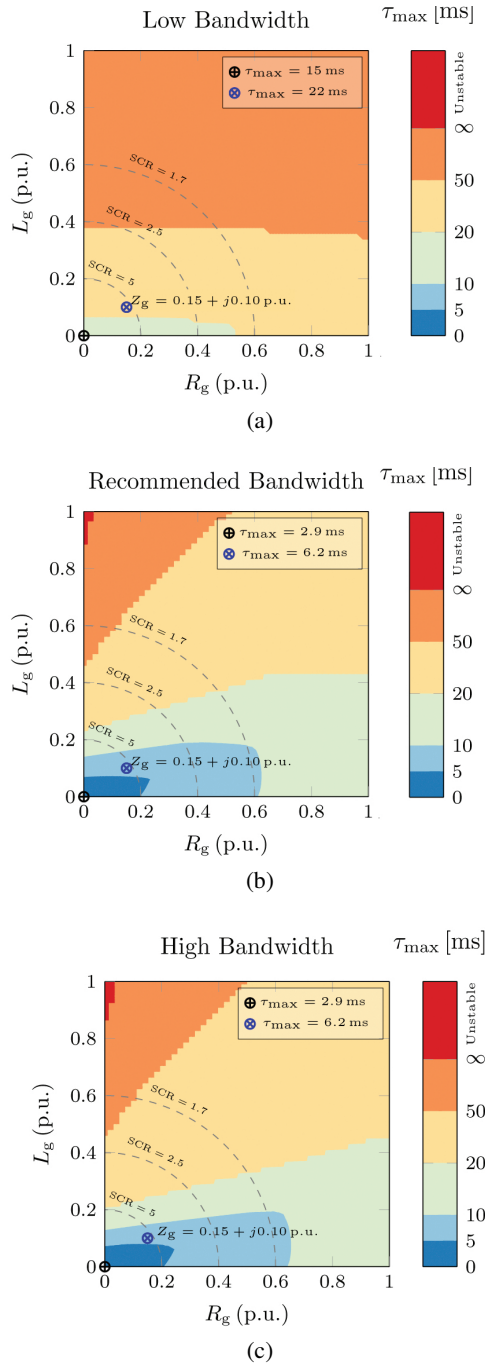 Low Bandwidth
τmax [ms]
⊕ τmax = 15 ms
⊗ τmax = 22 ms
Unstable
∞
50
20
10
5
0
1
0.8
0.6
0.4
0.2
0
Lg (p.u.)
SCR = 1.7
SCR = 2.5
SCR = 5
Zg = 0.15 + j0.10 p.u.
0 0.2 0.4 0.6 0.8 1
Rg (p.u.)
(a)
Recommended Bandwidth
τmax [ms]
⊕ τmax = 2.9 ms
⊗ τmax = 6.2 ms
Unstable
∞
50
20
10
5
0
1
0.8
0.6
0.4
0.2
0
Lg (p.u.)
SCR = 1.7
SCR = 2.5
SCR = 5
Zg = 0.15 + j0.10 p.u.
0 0.2 0.4 0.6 0.8 1
Rg (p.u.)
(b)
High Bandwidth
τmax [ms]
⊕ τmax = 2.9 ms
⊗ τmax = 6.2 ms
Unstable
∞
50
20
10
5
0
1
0.8
0.6
0.4
0.2
0
Lg (p.u.)
SCR = 1.7
SCR = 2.5
SCR = 5
Zg = 0.15 + j0.10 p.u.
0 0.2 0.4 0.6 0.8 1
Rg (p.u.)
(c)